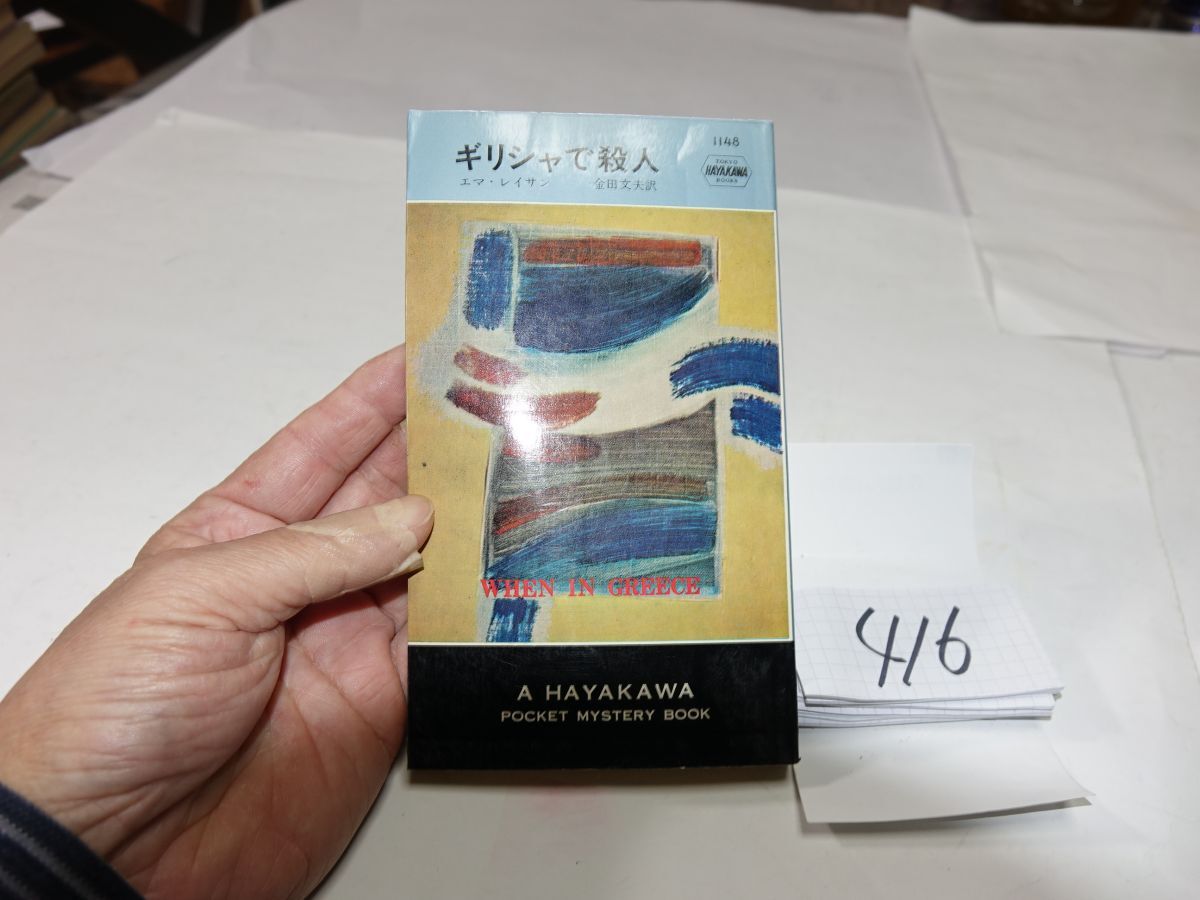 1148
ギリシャで殺人
TOKYO
HAYAKAWA
BOOKS
エマ・レイサン 金田文夫訳
WHEN IN GREECE
A HAYAKAWA
POCKET MYSTERY BOOK
416